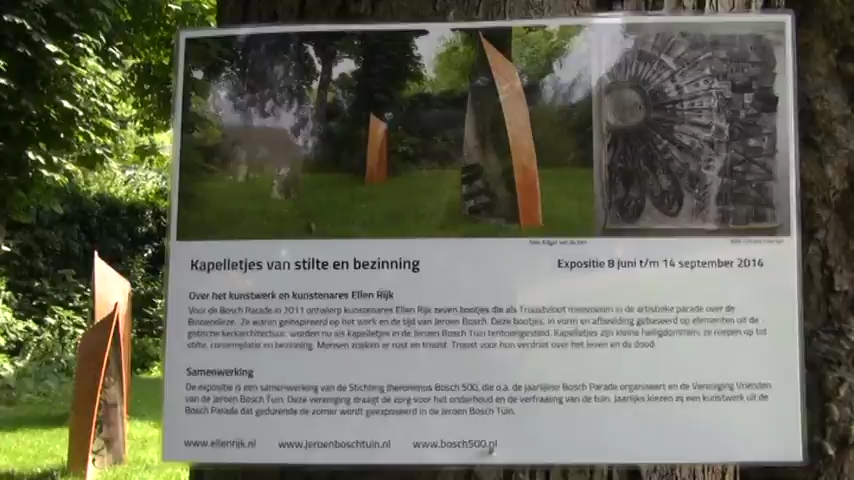 Kapelletjes van stilte en bezinning
Expositie 8 juni t/m 14 september 2014
Over het kunstwerk en kunstenares Ellen Rijk
Voor de Bosch Parade in 2011 ontwierp kunstenares Ellen Rijk zeven bootjes die als Troostvloot meevoeren in de artistieke parade over de
Binnendieze. Ze waren geïnspireerd op het werk en de tijd van Jeroen Bosch. Deze bootjes, in vorm en afbeelding gebaseerd op elementen uit de
gotische kerkarchitectuur, worden nu als kapelletjes in de Jeroen Bosch Tuin tentoongesteld. Kapelletjes zijn kleine heiligdommen, ze roepen op tot
stilte, contemplatie en bezinning. Mensen zoeken er rust en troost. Troost voor hun verdriet over het leven en de dood.
Samenwerking
De expositie is een samenwerking van de Stichting Jheronimus Bosch 500, die o.a. de jaarlijkse Bosch Parade organiseert en de Vereniging Vrienden
van de Jeroen Bosch Tuin. Deze vereniging draagt de zorg voor het onderhoud en de verfraaiing van de tuin. Jaarlijks kiezen zij een kunstwerk uit de
Bosch Parade dat gedurende de zomer wordt geëxposeerd in de Jeroen Bosch Tuin.
www.ellenrijk.nl www.jeroenboschtuin.nl www.bosch500.nl